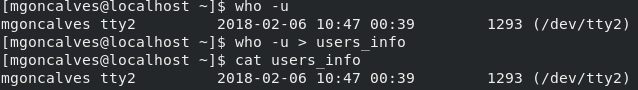 [mgoncalves@localhost ~]$ who -u
mgoncalves tty2         2018-02-06 10:47 00:39        1293 (/dev/tty2)
[mgoncalves@localhost ~]$ who -u > users_info
[mgoncalves@localhost ~]$ cat users_info
mgoncalves tty2         2018-02-06 10:47 00:39        1293 (/dev/tty2)